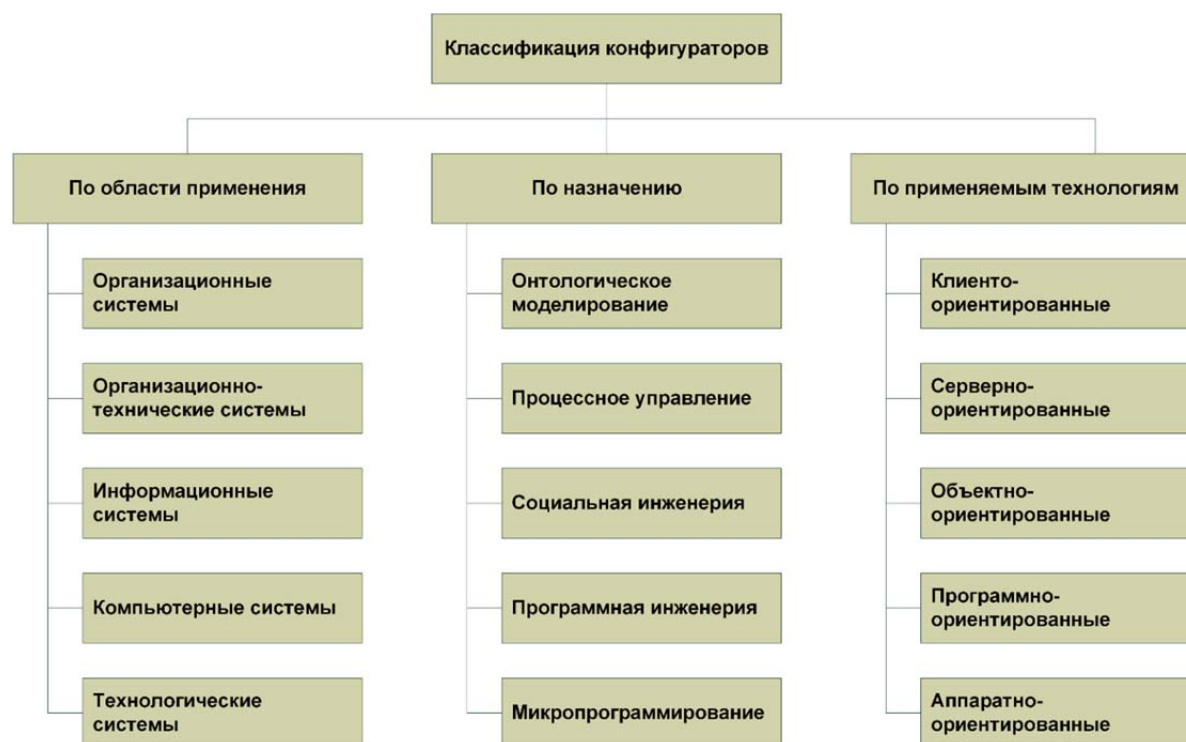 Классификация конфигураторов
По области применения
Организационные
системы
Организационно-
технические системы
Информационные
системы
Компьютерные системы
Технологические
системы
По назначению
Онтологическое
моделирование
Процессное управление
Социальная инженерия
Программная инженерия
Микропрограммирование
По применяемым технологиям
Клиенто-
ориентированные
Серверно-
ориентированные
Объектно-
ориентированные
Программно-
ориентированные
Аппаратно-
ориентированные